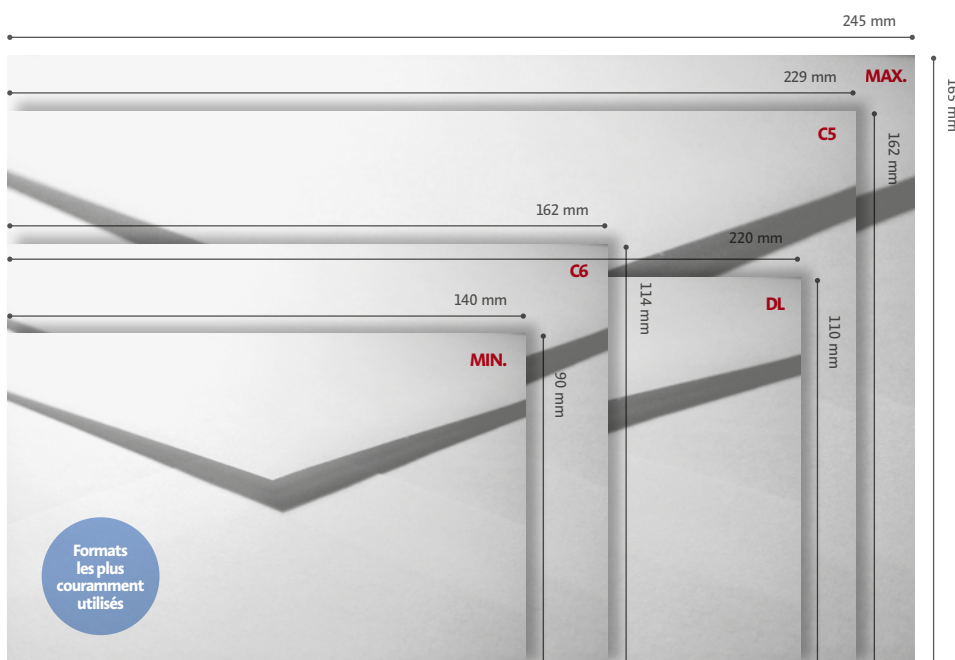 245 mm
229 mm
MAX.
C5
162 mm
162 mm
220 mm
C6
114 mm
DL
140 mm
110 mm
MIN.
90 mm
mm
Formats
les plus
couramment
utilisés